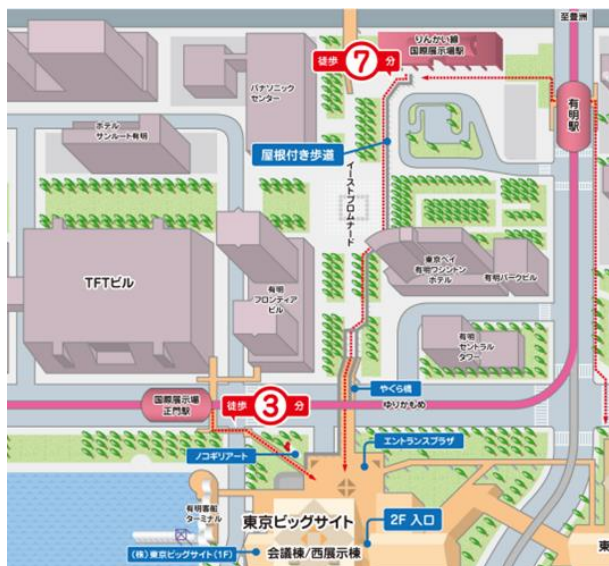 至豊洲
りんかい線
国際展示場駅
徒歩 7 分
パナソニック
センター
有明駅
ホテル
サンルート有明
屋根付き歩道
イーストプロムナード
TFTビル
東京ベイ
有明ワシントン
ホテル
有明パークビル
有明
フロンティア
ビル
有明
セントラル
タワー
やぐら橋
国際展示場
正門駅
徒歩 3 分
ゆりかもめ
エントランスプラザ
ノコギリアート
有明客船
ターミナル
東京ビッグサイト
2F 入口
(株)東京ビッグサイト(1F)
会議棟/西展示棟
東